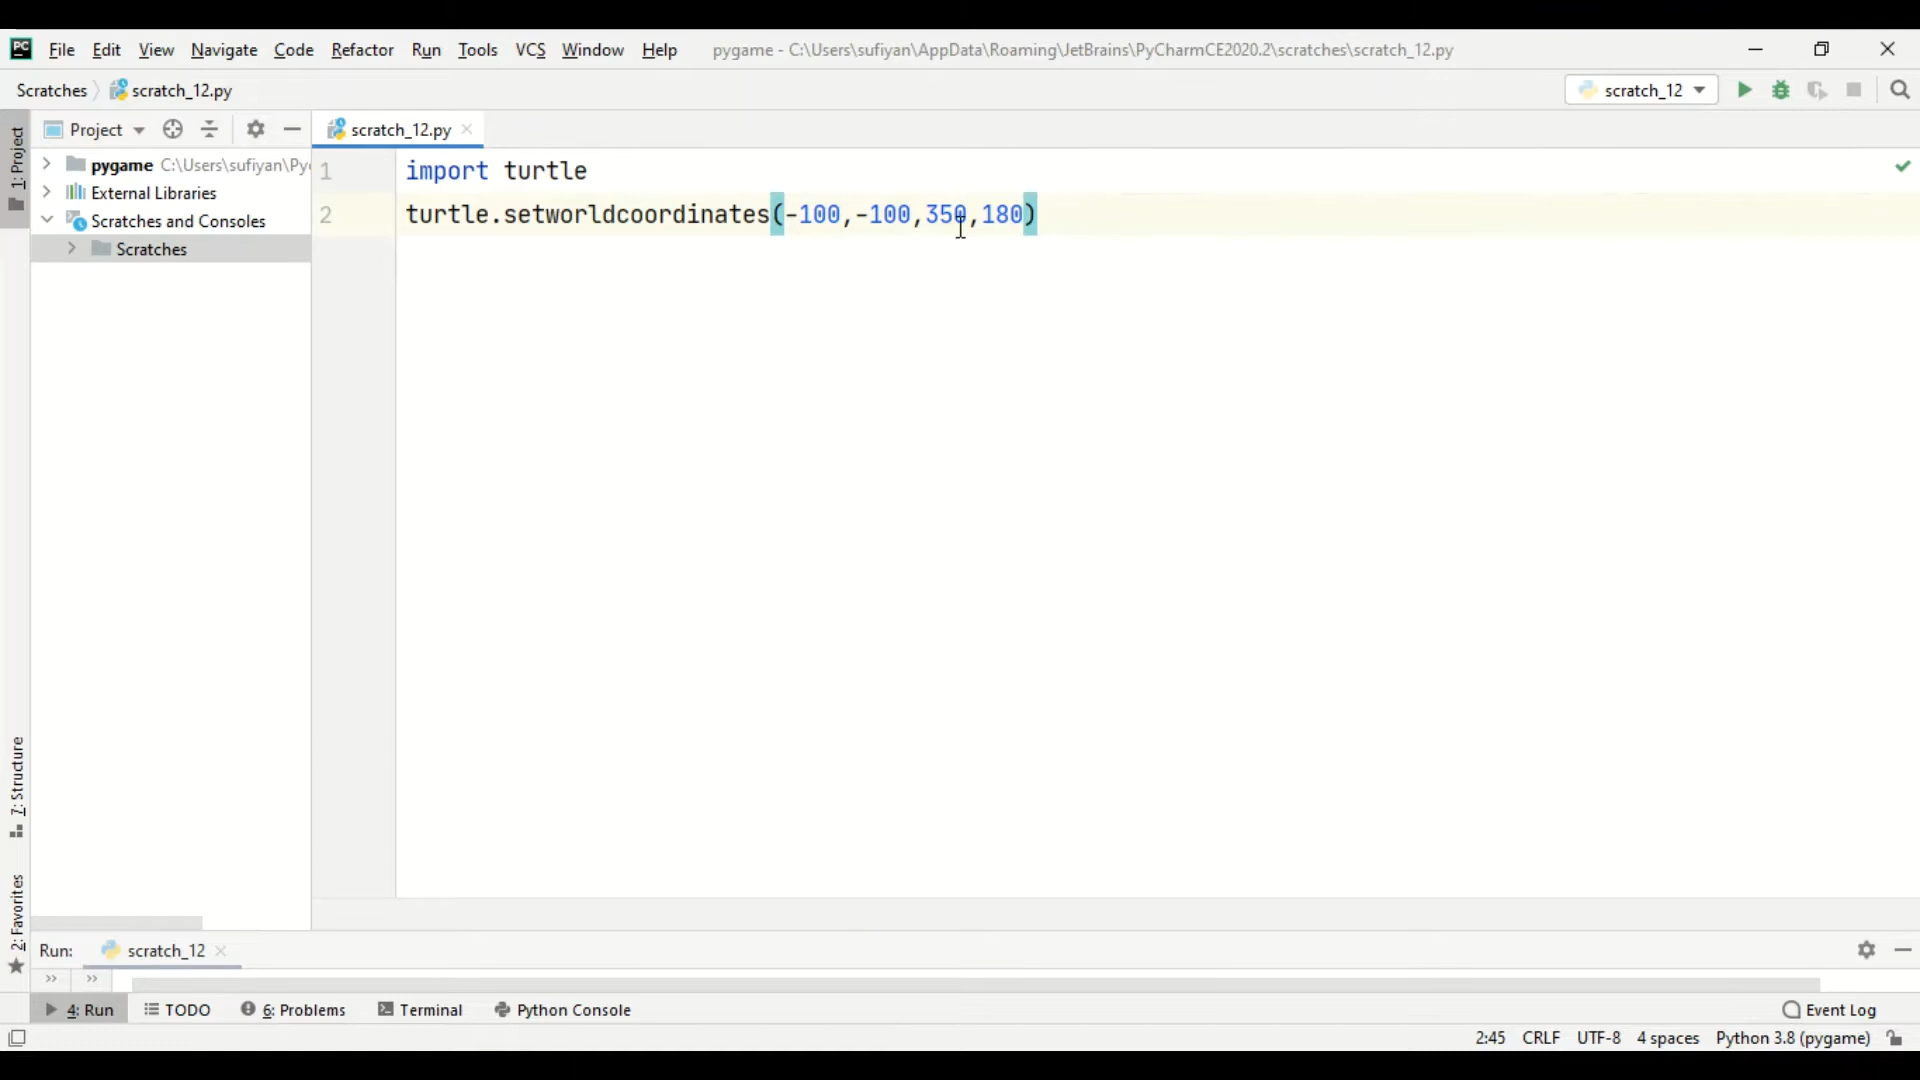 PC File Edit View Navigate Code Refactor Run Tools VCS Window Help pygame - C:\Users\sufiyan\AppData\Roaming\JetBrains\PyCharmCE2020.2\scratches\scratch_12.py
Scratches scratch_12.py scratch_12
1: Project
Project scratch_12.py
pygame C:\Users\sufiyan\Py
External Libraries
Scratches and Consoles
Scratches
1 import turtle
2 turtle.setworldcoordinates(-100,-100,350,180)
7: Structure
2: Favorites
Run: scratch_12
4: Run TODO 6: Problems Terminal Python Console Event Log
2:45 CRLF UTF-8 4 spaces Python 3.8 (pygame)